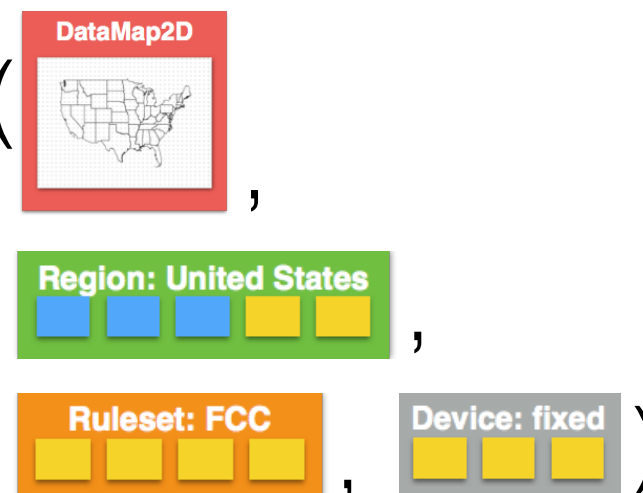 DataMap2D
(
,
Region: United States
,
Ruleset: FCC , Device: fixed )